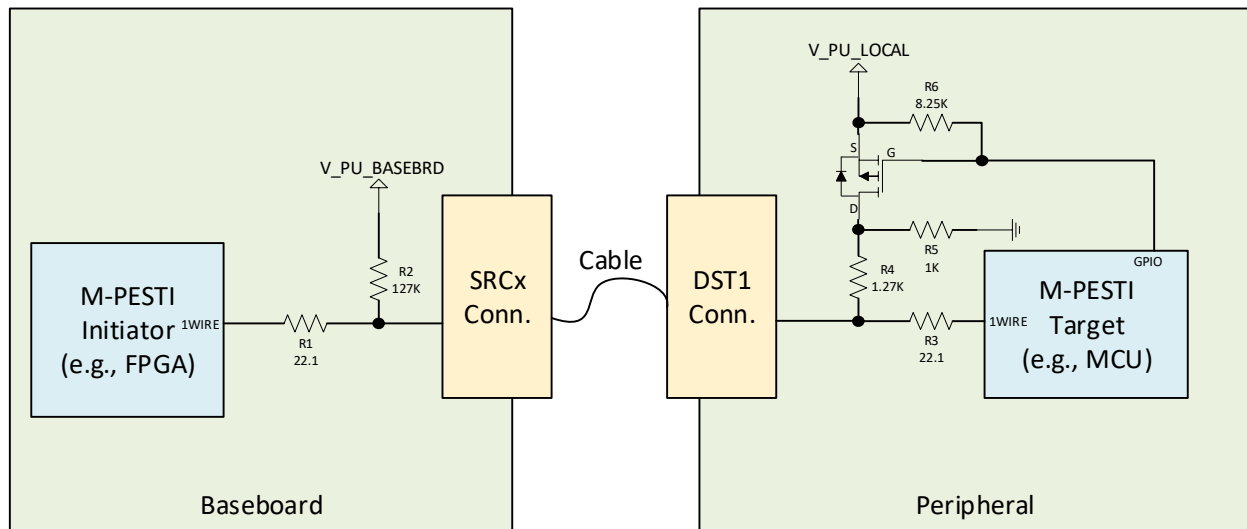 V_PU_LOCAL
R6
8.25K
S
G
D
V_PU_BASEBRD
R2
127K
R5
1K
R4
1.27K
GPIO
M-PESTI
Initiator
(e.g., FPGA)
1WIRE
R1
22.1
SRCx
Conn.
Cable
DST1
Conn.
R3
22.1
1WIRE
M-PESTI
Target
(e.g., MCU)
Baseboard
Peripheral